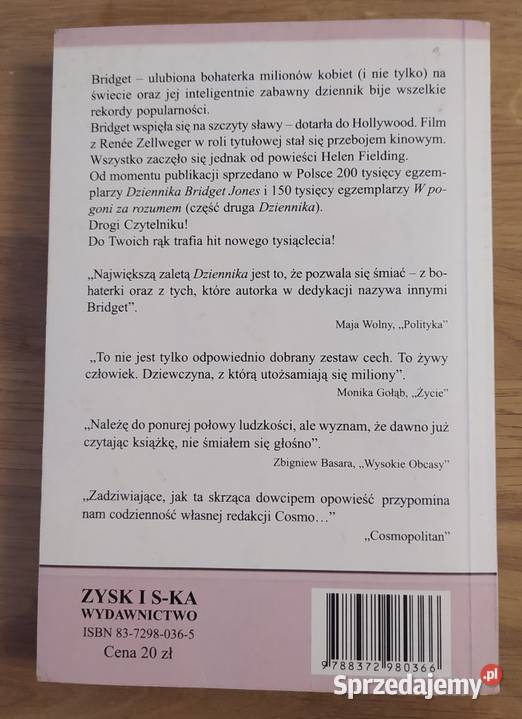 Bridget – ulubiona bohaterka milionów kobiet (i nie tylko) na
świecie oraz jej inteligentnie zabawny dziennik bije wszelkie
rekordy popularności.
Bridget wspięła się na szczyty sławy – dotarła do Hollywood. Film
z Renée Zellweger w roli tytułowej stał się przebojem kinowym.
Wszystko zaczęło się jednak od powieści Helen Fielding.
Od momentu publikacji sprzedano w Polsce 200 tysięcy egzem-
plarzy Dziennika Bridget Jones i 150 tysięcy egzemplarzy W po-
goni za rozumem (część druga Dziennika).
Drogi Czytelniku!
Do Twoich rąk trafia hit nowego tysiąclecia!
„Największą zaletą Dziennika jest to, że pozwala się śmiać – z bo-
haterki oraz z tych, które autorka w dedykacji nazywa innymi
Bridget”.
Maja Wolny, „Polityka”
„To nie jest tylko odpowiednio dobrany zestaw cech. To żywy
człowiek. Dziewczyna, z którą utożsamiają się miliony”.
Monika Gołąb, „Życie”
„Należę do ponurej połowy ludzkości, ale wyznam, że dawno już
czytając książkę, nie śmiałem się głośno”.
Zbigniew Basara, „Wysokie Obcasy”
„Zadziwiające, jak ta skrząca dowcipem opowieść przypomina
nam codzienność własnej redakcji Cosmo…”
„Cosmopolitan”
ZYSK I S-KA
WYDAWNICTWO
ISBN 83-7298-036-5
Cena 20 zł
9 788372 980366
Sprzedajemy.pl